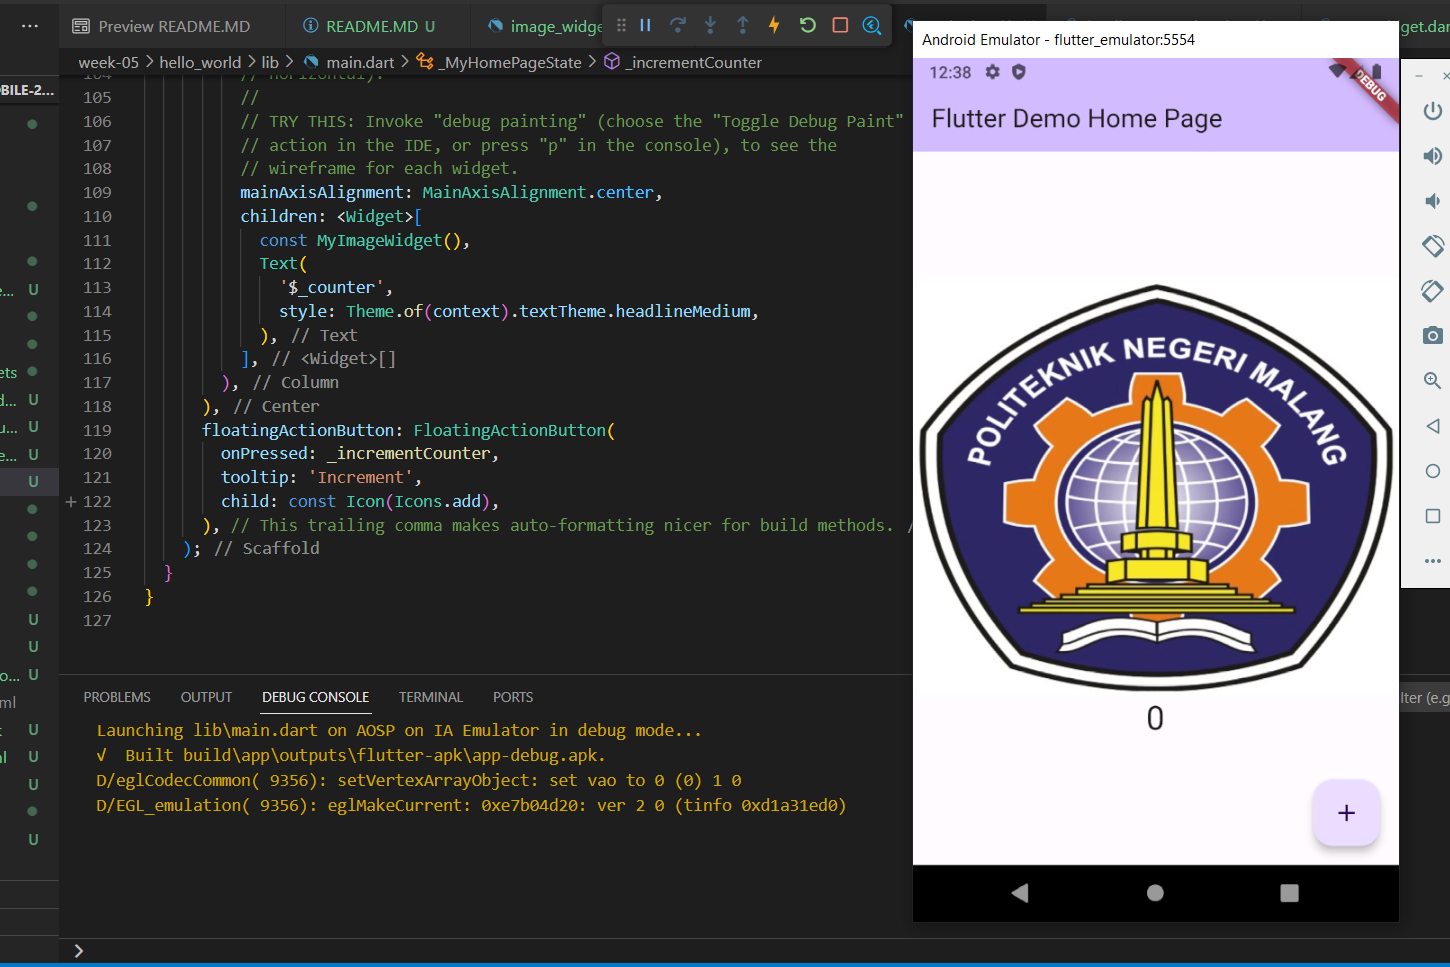 Preview README.MD
README.MD U
image_widge
get.dar
week-05 > hello_world > lib > main.dart > _MyHomePageState > _incrementCounter
BILE-2...
105 //
106 // TRY THIS: Invoke "debug painting" (choose the "Toggle Debug Paint"
107 // action in the IDE, or press "p" in the console), to see the
108 // wireframe for each widget.
109 mainAxisAlignment: MainAxisAlignment.center,
110 children: <Widget>[
111 const MyImageWidget(),
112 Text(
113 '$_counter',
114 style: Theme.of(context).textTheme.headlineMedium,
115 ), // Text
116 ], // <Widget>[]
117 ), // Column
118 ), // Center
119 floatingActionButton: FloatingActionButton(
120 onPressed: _incrementCounter,
121 tooltip: 'Increment',
122 child: const Icon(Icons.add),
123 ), // This trailing comma makes auto-formatting nicer for build methods. /
124 ); // Scaffold
125 }
126 }
127
e... U
ets
d... U
u... U
e... U
U
U
U
o... U
ml
U
U
U
U
PROBLEMS
OUTPUT
DEBUG CONSOLE
TERMINAL
PORTS
lter (e.g
Launching lib\main.dart on AOSP on IA Emulator in debug mode...
√ Built build\app\outputs\flutter-apk\app-debug.apk.
D/eglCodecCommon( 9356): setVertexArrayObject: set vao to 0 (0) 1 0
D/EGL_emulation( 9356): eglMakeCurrent: 0xe7b04d20: ver 2 0 (tinfo 0xd1a31ed0)
>
Android Emulator - flutter_emulator:5554
12:38
DEBUG
Flutter Demo Home Page
POLITEKNIK NEGERI MALANG
0
+